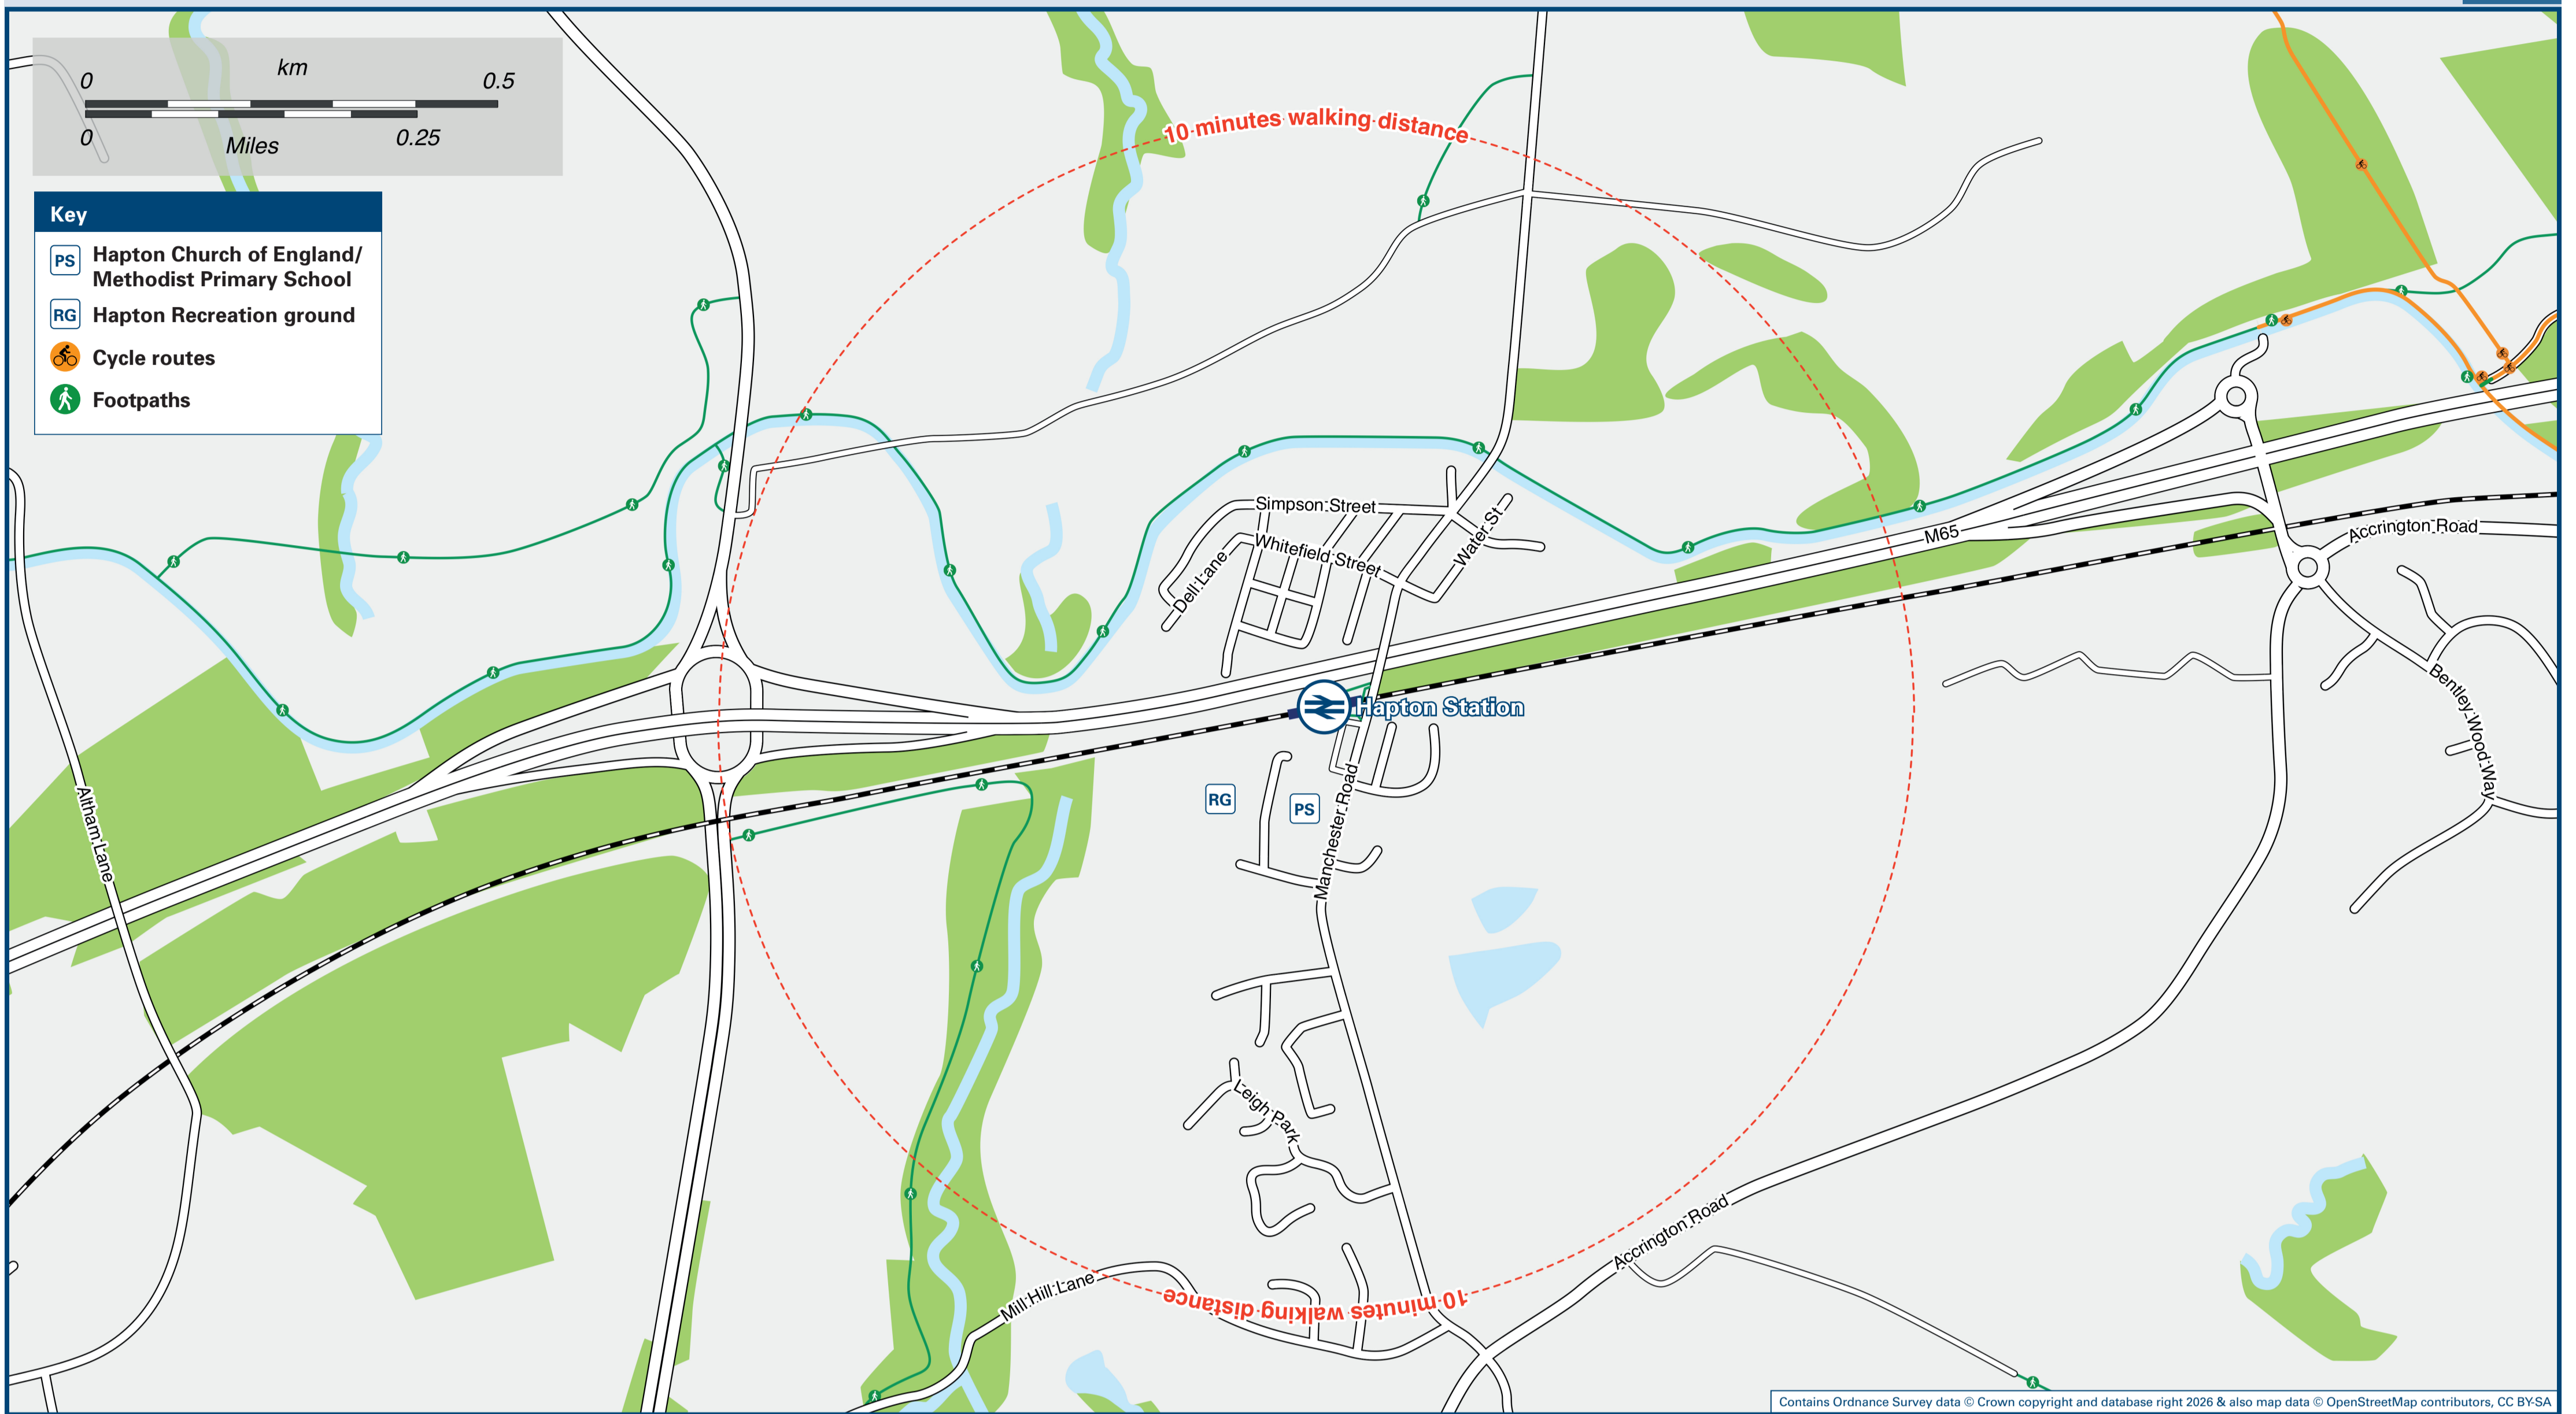 km
0
0.5
0
Miles
0.25
Key
PS
Hapton Church of England/
Methodist Primary School
RG
Hapton Recreation ground
Cycle routes
Footpaths
10 minutes walking distance
Simpson Street
Whitefield Street
Water St
Dell Lane
M65
Accrington Road
Hapton Station
Bentley Wood Way
Altham Lane
RG
PS
Manchester Road
Leigh Park
Accrington Road
Mill Hill Lane
10 minutes walking distance
Contains Ordnance Survey data © Crown copyright and database right 2026 & also map data © OpenStreetMap contributors, CC BY-SA